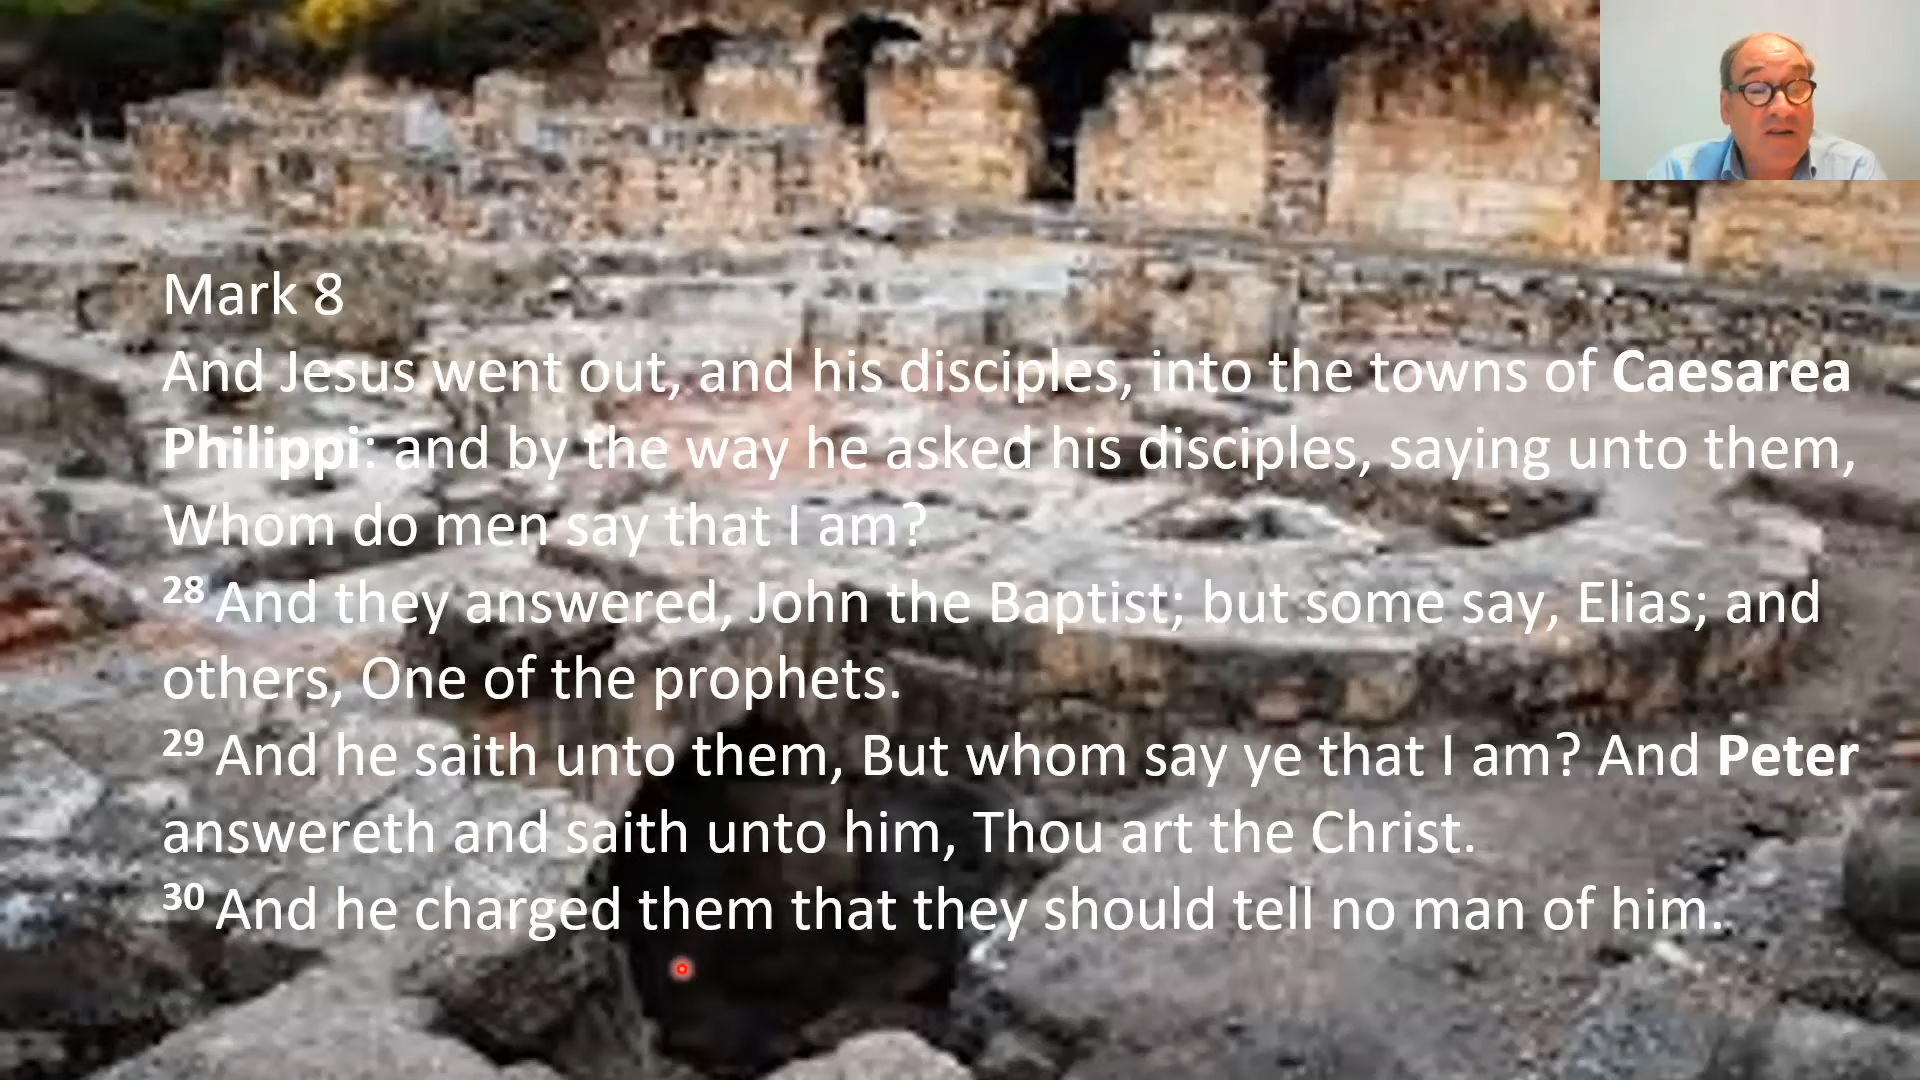 Mark 8
And Jesus went out, and his disciples, into the towns of Caesarea
Philippi: and by the way he asked his disciples, saying unto them,
Whom do men say that I am?
28 And they answered, John the Baptist; but some say, Elias; and
others, One of the prophets.
29 And he saith unto them, But whom say ye that I am? And Peter
answereth and saith unto him, Thou art the Christ.
30 And he charged them that they should tell no man of him.